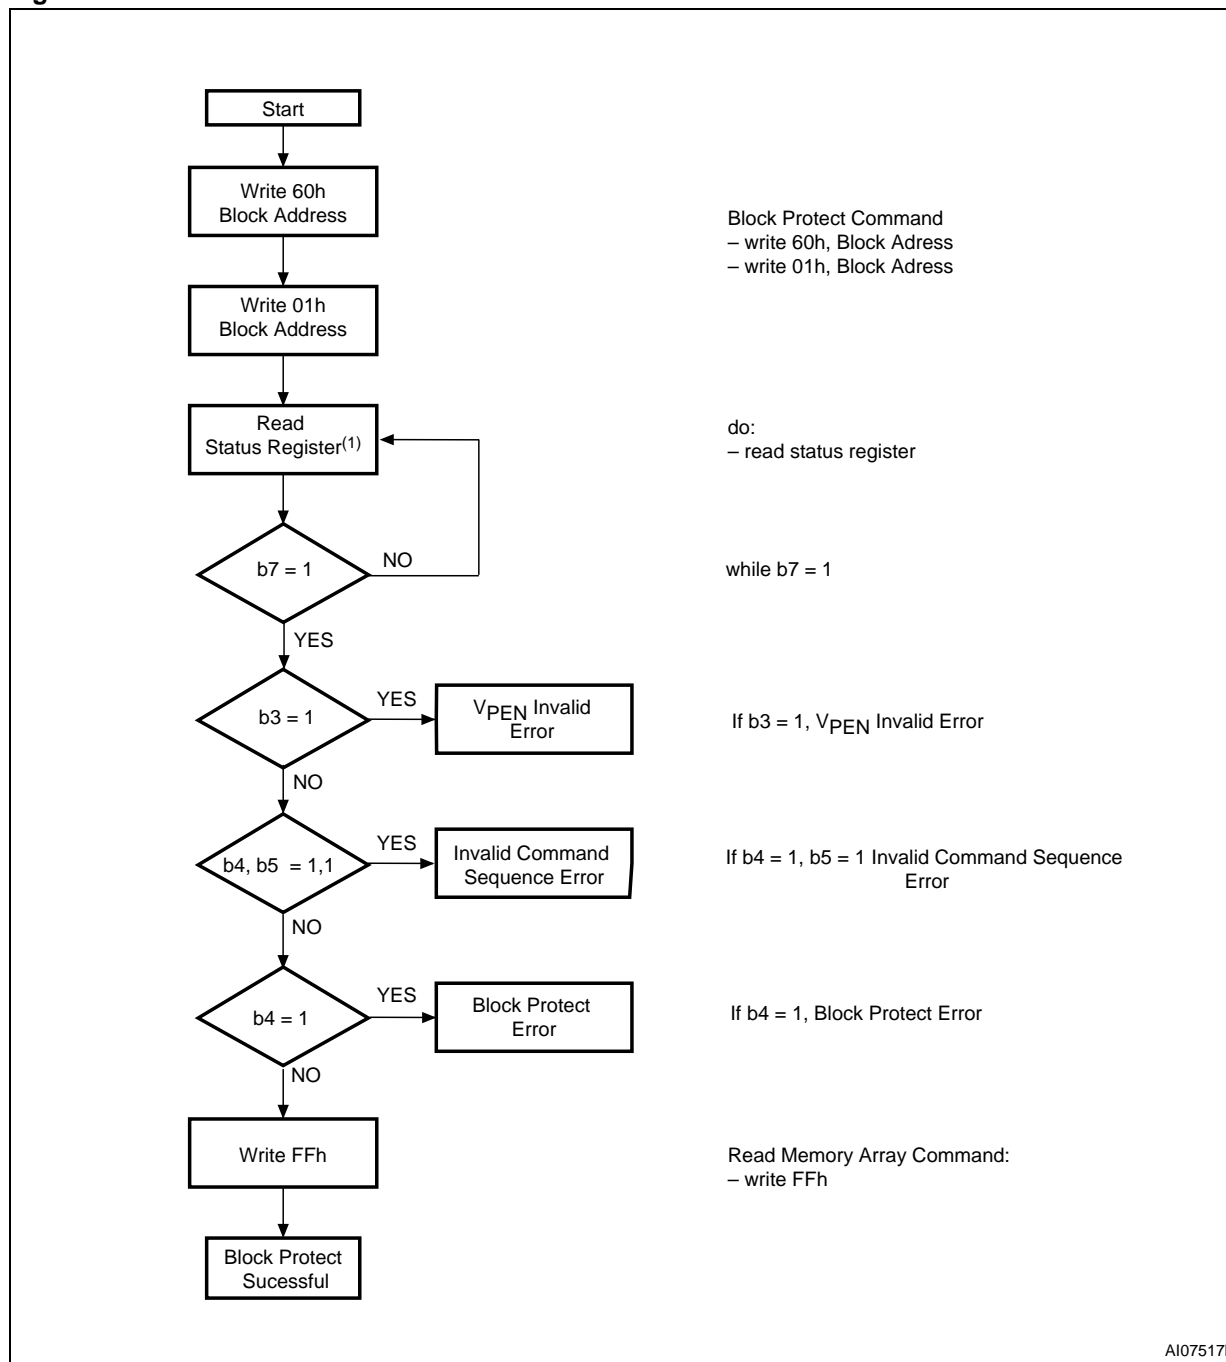 Start
Write 60h
Block Address
Block Protect Command
– write 60h, Block Adress
– write 01h, Block Adress
Write 01h
Block Address
Read
Status Register(1)
do:
– read status register
b7 = 1
NO
while b7 = 1
YES
b3 = 1
YES
VPEN Invalid
Error
If b3 = 1, VPEN Invalid Error
NO
b4, b5 = 1,1
YES
Invalid Command
Sequence Error
If b4 = 1, b5 = 1 Invalid Command Sequence
Error
NO
b4 = 1
YES
Block Protect
Error
If b4 = 1, Block Protect Error
NO
Write FFh
Read Memory Array Command:
– write FFh
Block Protect
Sucessful